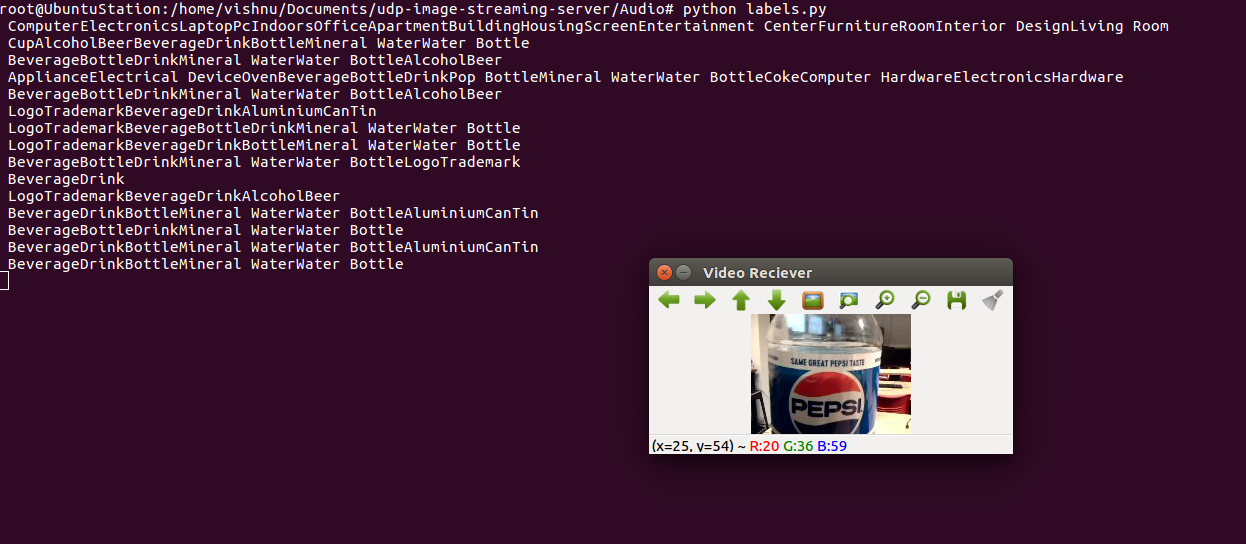 root@UbuntuStation:/home/vishnu/Documents/udp-image-streaming-server/Audio# python labels.py
ComputerElectronicsLaptopPcIndoorsOfficeApartmentBuildingHousingScreenEntertainment CenterFurnitureRoomInterior DesignLiving Room
CupAlcoholBeerBeverageDrinkBottleMineral WaterWater Bottle
BeverageBottleDrinkMineral WaterWater BottleAlcoholBeer
ApplianceElectrical DeviceOvenBeverageBottleDrinkPop BottleMineral WaterWater BottleCokeComputer HardwareElectronicsHardware
BeverageBottleDrinkMineral WaterWater BottleAlcoholBeer
LogoTrademarkBeverageDrinkAluminiumCanTin
LogoTrademarkBeverageBottleDrinkMineral WaterWater Bottle
LogoTrademarkBeverageDrinkBottleMineral WaterWater Bottle
BeverageBottleDrinkMineral WaterWater BottleLogoTrademark
BeverageDrink
LogoTrademarkBeverageDrinkAlcoholBeer
BeverageDrinkBottleMineral WaterWater BottleAluminiumCanTin
BeverageBottleDrinkMineral WaterWater Bottle
BeverageDrinkBottleMineral WaterWater BottleAluminiumCanTin
BeverageDrinkBottleMineral WaterWater Bottle
Video Reciever
SAME GREAT PEPSI TASTE
PEPSI
(x=25, y=54) ~ R:20 G:36 B:59